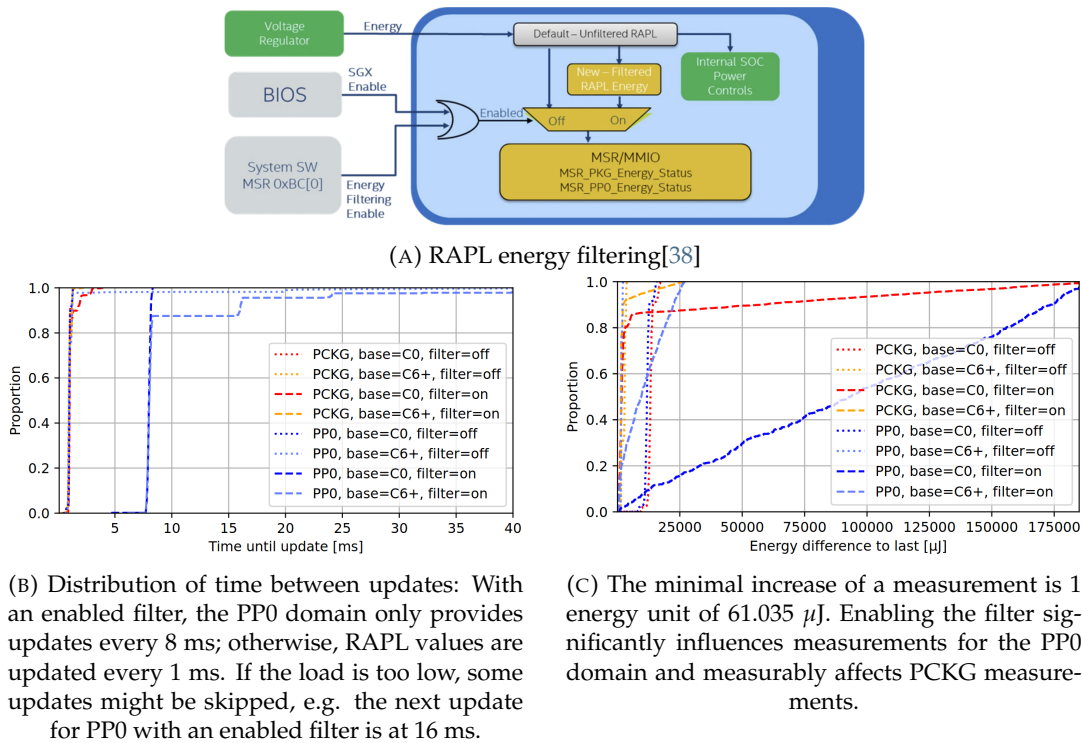 Voltage
Regulator
Energy
Default – Unfiltered RAPL
New – Filtered
RAPL Energy
Internal SOC
Power
Controls
BIOS
SGX
Enable
Enabled
Off
On
System SW
MSR 0xBC[0]
Energy
Filtering
Enable
MSR/MMIO
MSR_PKG_Energy_Status
MSR_PP0_Energy_Status
(A) RAPL energy filtering[38]
Proportion
1.0
0.8
0.6
0.4
0.2
0.0
PCKG, base=C0, filter=off
PCKG, base=C6+, filter=off
PCKG, base=C0, filter=on
PCKG, base=C6+, filter=on
PP0, base=C0, filter=off
PP0, base=C6+, filter=off
PP0, base=C0, filter=on
PP0, base=C6+, filter=on
5 10 15 20 25 30 35 40
Time until update [ms]
Proportion
1.0
0.8
0.6
0.4
0.2
0.0
PCKG, base=C0, filter=off
PCKG, base=C6+, filter=off
PCKG, base=C0, filter=on
PCKG, base=C6+, filter=on
PP0, base=C0, filter=off
PP0, base=C6+, filter=off
PP0, base=C0, filter=on
PP0, base=C6+, filter=on
25000 50000 75000 100000 125000 150000 175000
Energy difference to last [μJ]
(B) Distribution of time between updates: With
an enabled filter, the PP0 domain only provides
updates every 8 ms; otherwise, RAPL values are
updated every 1 ms. If the load is too low, some
updates might be skipped, e.g. the next update
for PP0 with an enabled filter is at 16 ms.
(C) The minimal increase of a measurement is 1
energy unit of 61.035 μJ. Enabling the filter sig-
nificantly influences measurements for the PP0
domain and measurably affects PCKG measure-
ments.